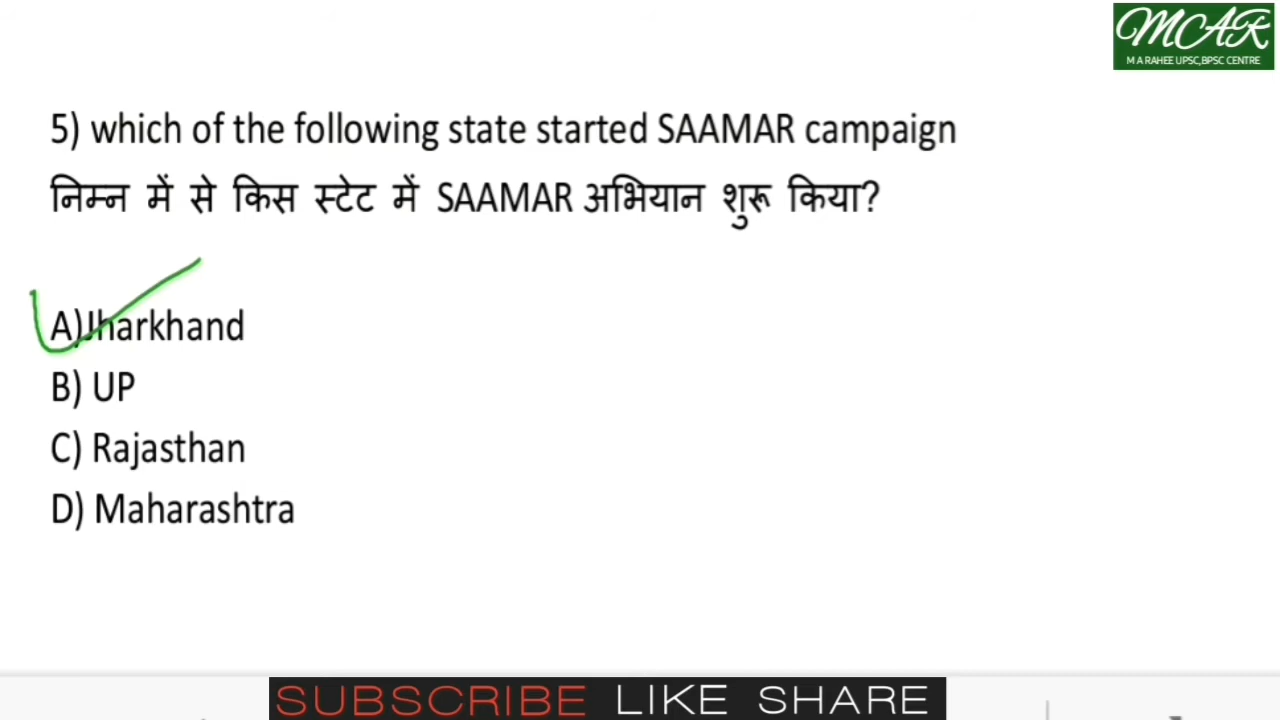 MCAR
M A RAHEE UPSC,BPSC CENTRE
5) which of the following state started SAAMAR campaign
निम्न में से किस स्टेट में SAAMAR अभियान शुरू किया?
A)Jharkhand
B) UP
C) Rajasthan
D) Maharashtra
SUBSCRIBE LIKE SHARE